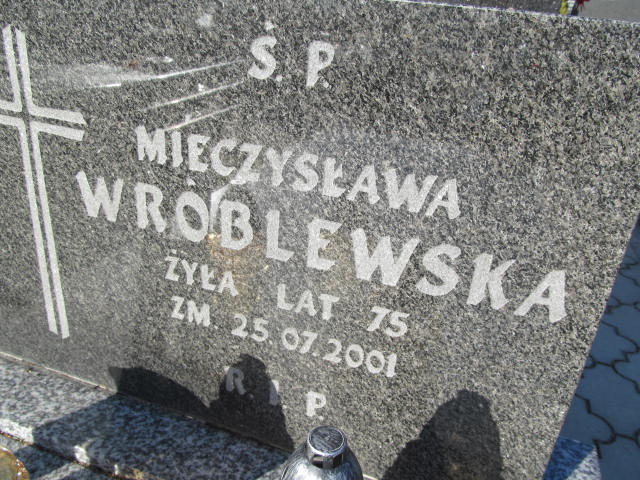 Ś. P.
MIECZYSŁAWA
WRÓBLEWSKA
ŻYŁA LAT 75
ZM. 25.07.2001
R I P